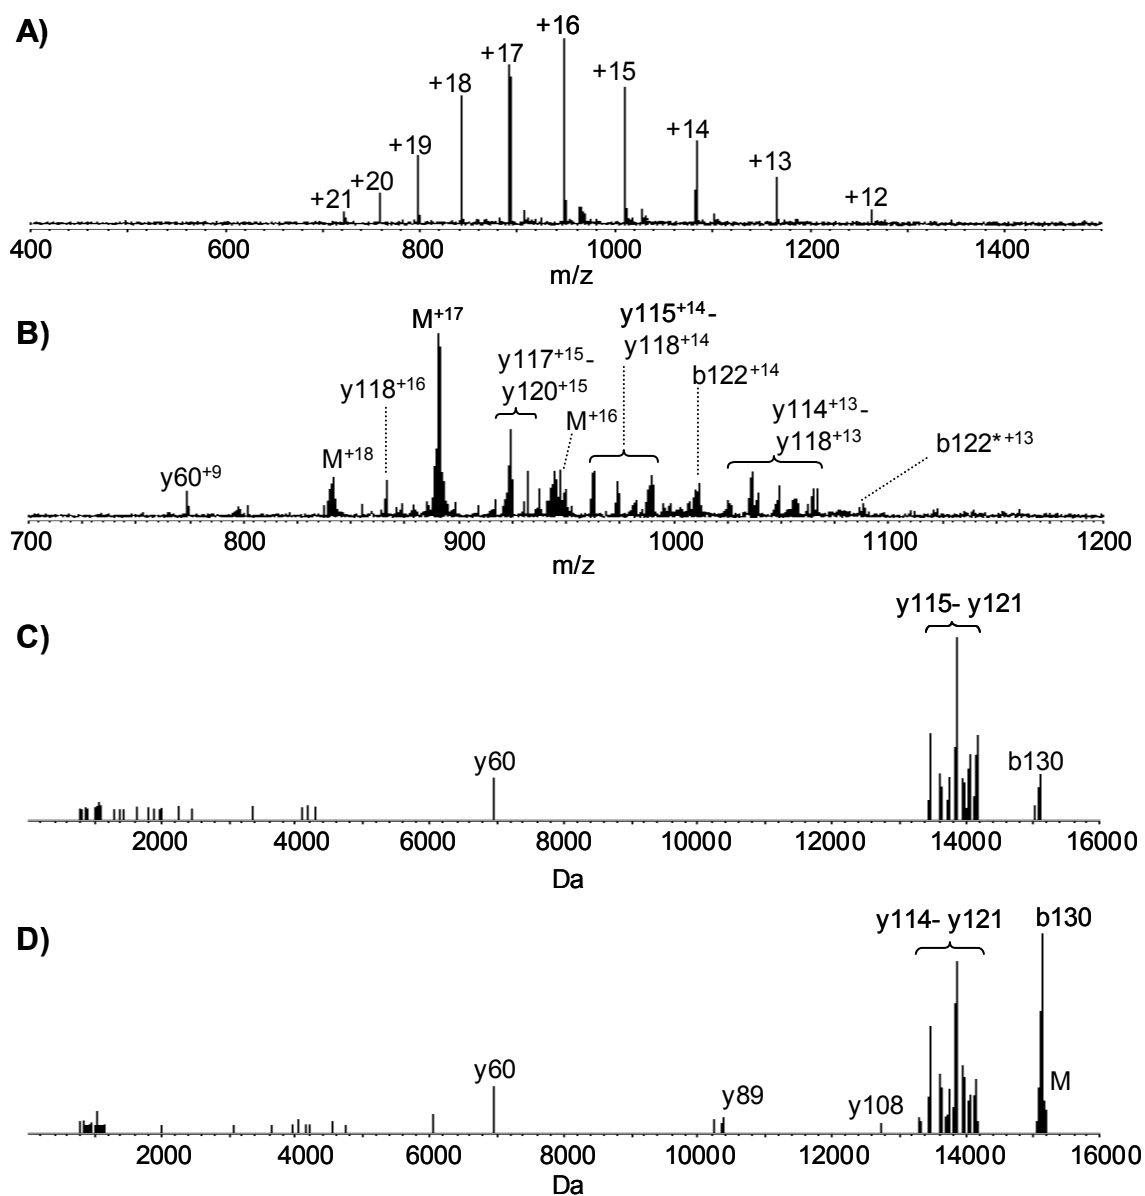 A)
+16
+17
+15
+18
+14
+19
+13
+20
+21
+12
400 600 800 1000 1200 1400
m/z
B)
M+17
y115+14-
y118+14
y117+15-
y120+15
b122+14
y118+16
y114+13-
y118+13
M+16
b122*+13
M+18
y60+9
700 800 900 1000 1100 1200
m/z
C)
y115- y121
y60
b130
2000 4000 6000 8000 10000 12000 14000 16000
Da
D)
y114- y121
b130
y60
M
y89
y108
2000 4000 6000 8000 10000 12000 14000 16000
Da